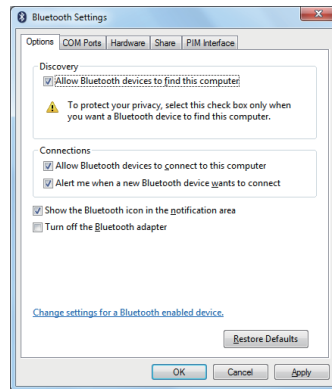 Bluetooth Settings
Options COM Ports Hardware Share PIM Interface
Discovery
Allow Bluetooth devices to find this computer
To protect your privacy, select this check box only when
you want a Bluetooth device to find this computer.
Connections
Allow Bluetooth devices to connect to this computer
Alert me when a new Bluetooth device wants to connect
Show the Bluetooth icon in the notification area
Turn off the Bluetooth adapter
Change settings for a Bluetooth enabled device.
Restore Defaults
OK Cancel Apply